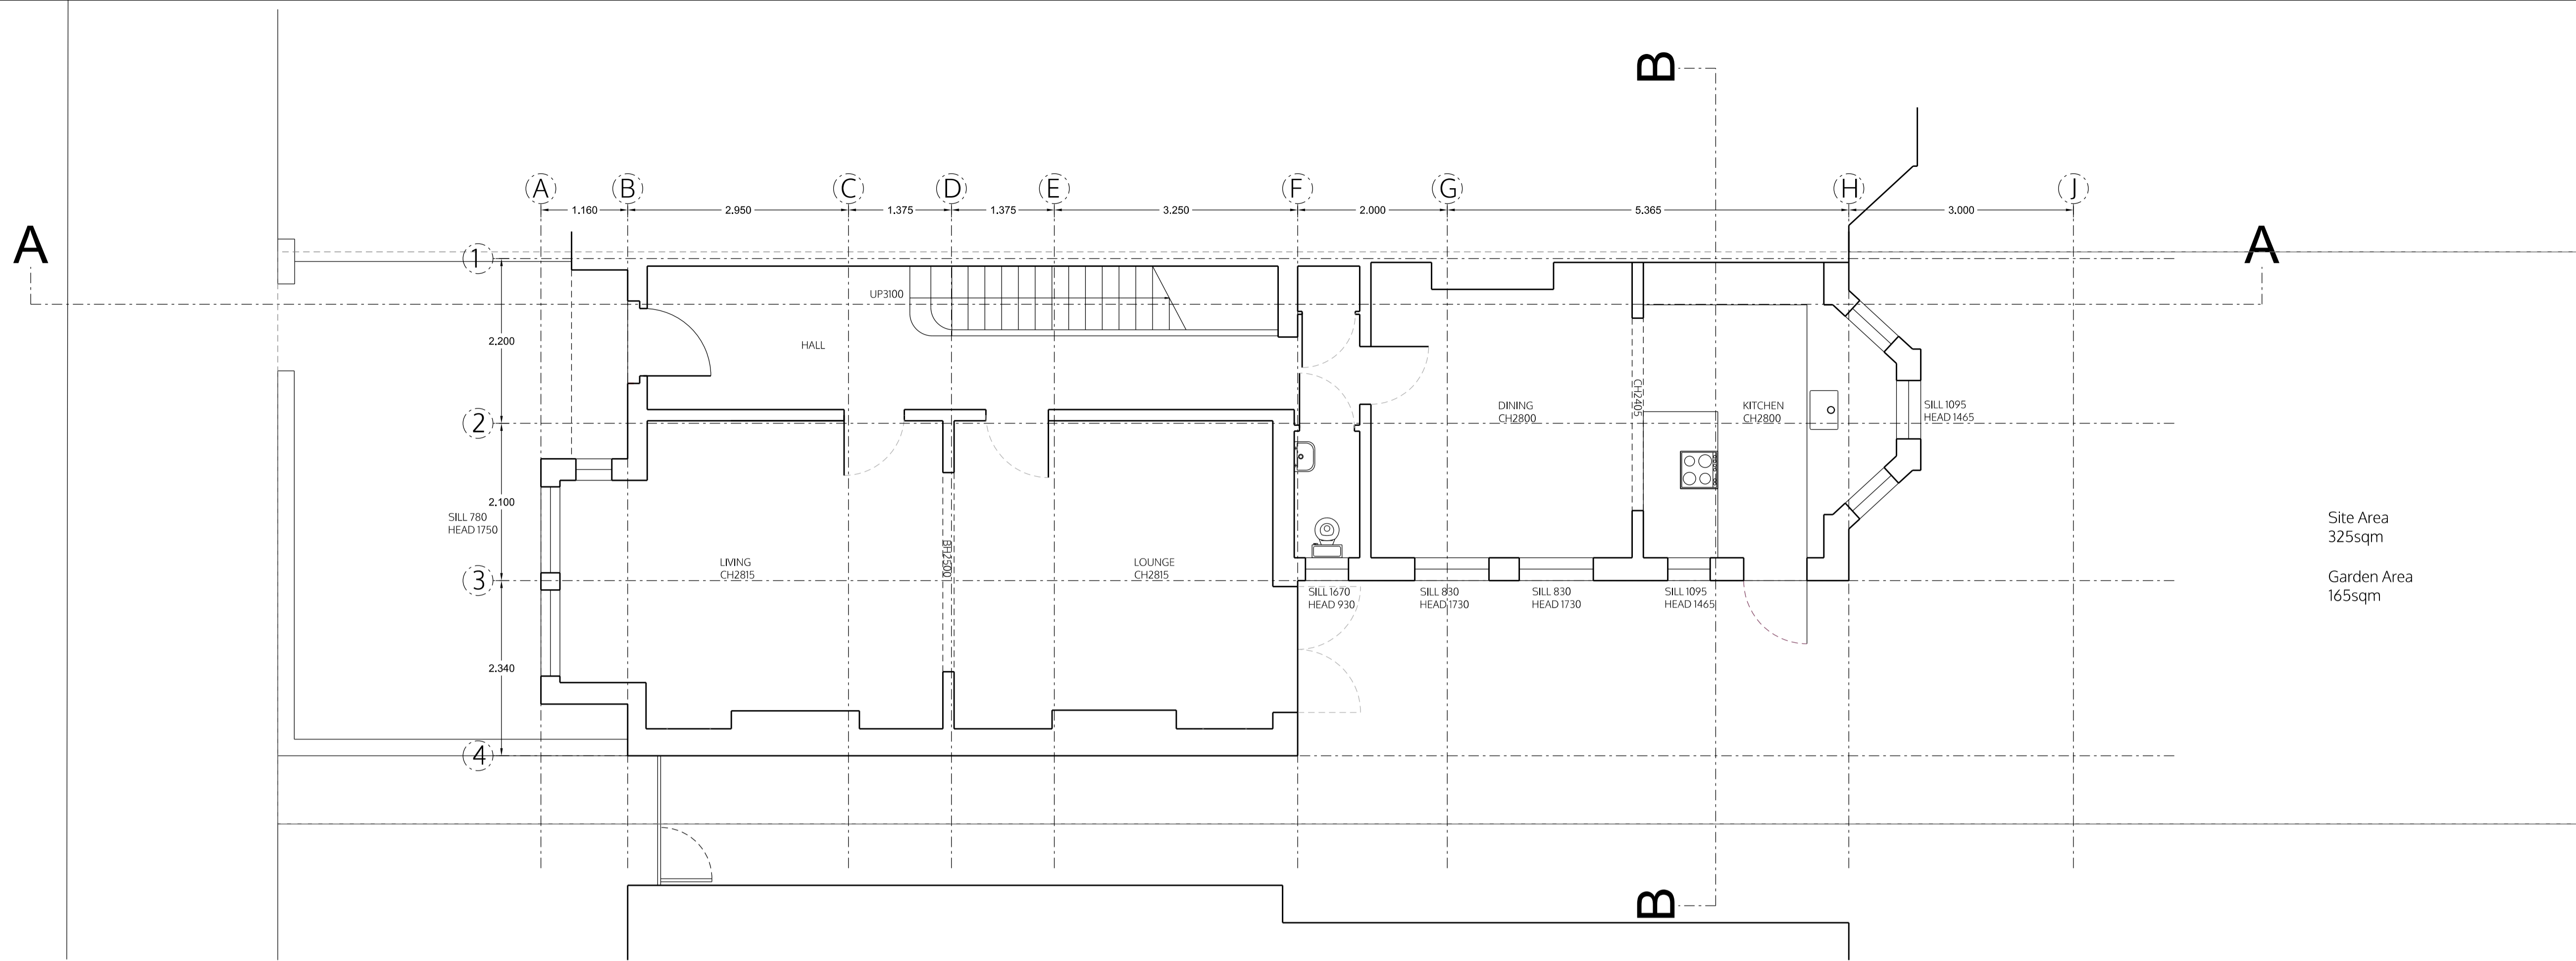 B
A B C D E F G H J
1.160 2.950 1.375 1.375 3.250 2.000 5.365 3.000
A
A
1
UP3100
2.200
HALL
CH2405
DINING
CH2800
KITCHEN
CH2800
SILL 1095
HEAD 1465
2
2.100
SILL 780
HEAD 1750
Site Area
325sqm
BH2500
LIVING
CH2815
LOUNGE
CH2815
3
Garden Area
165sqm
SILL 1670
HEAD 930
SILL 830
HEAD 1730
SILL 830
HEAD 1730
SILL 1095
HEAD 1465
2.340
4
B